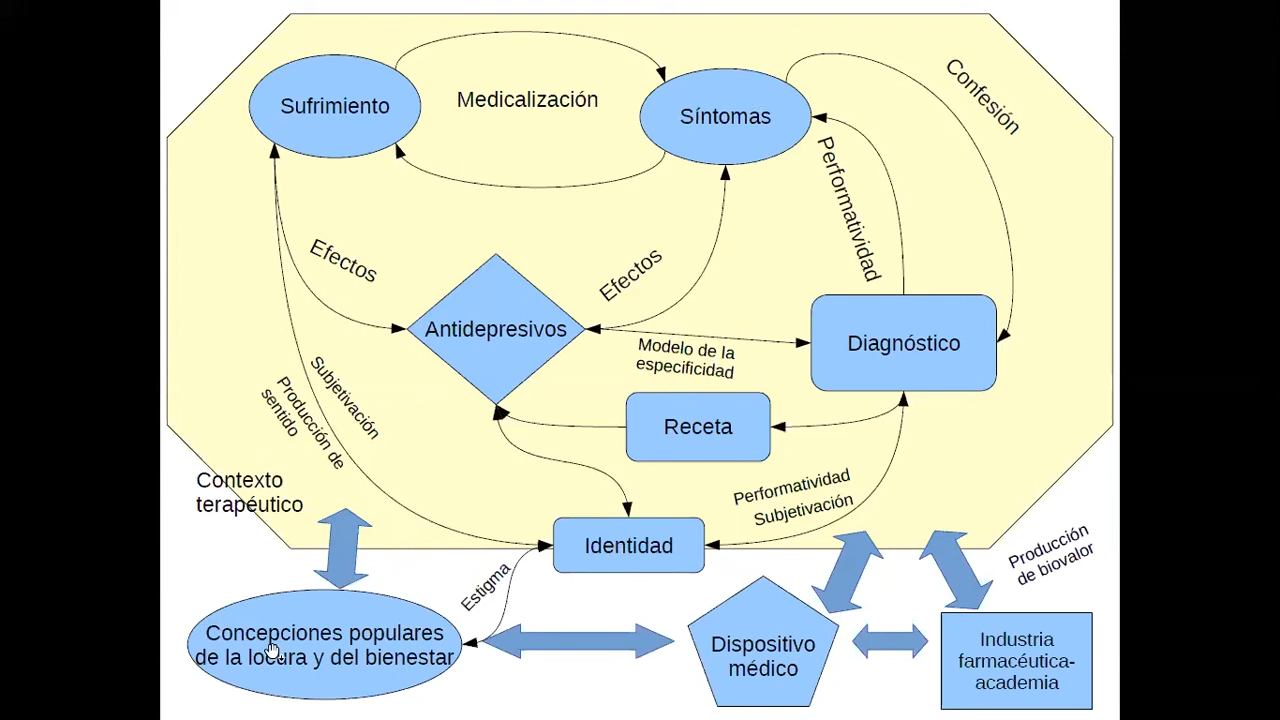 Sufrimiento
Medicalización
Síntomas
Confesión
Performatividad
Efectos
Efectos
Antidepresivos
Modelo de la
especificidad
Diagnóstico
Subjetivación
Producción de
sentido
Receta
Contexto
terapéutico
Performatividad
Subjetivación
Identidad
Producción
de biovalor
Estigma
Concepciones populares
de la locura y del bienestar
Dispositivo
médico
Industria
farmacéutica-
academia